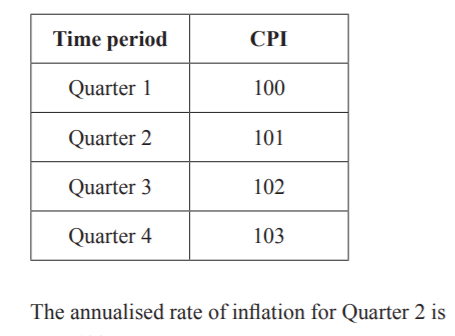 Time period CPI
Quarter 1 100
Quarter 2 101
Quarter 3 102
Quarter 4 103
The annualised rate of inflation for Quarter 2 is